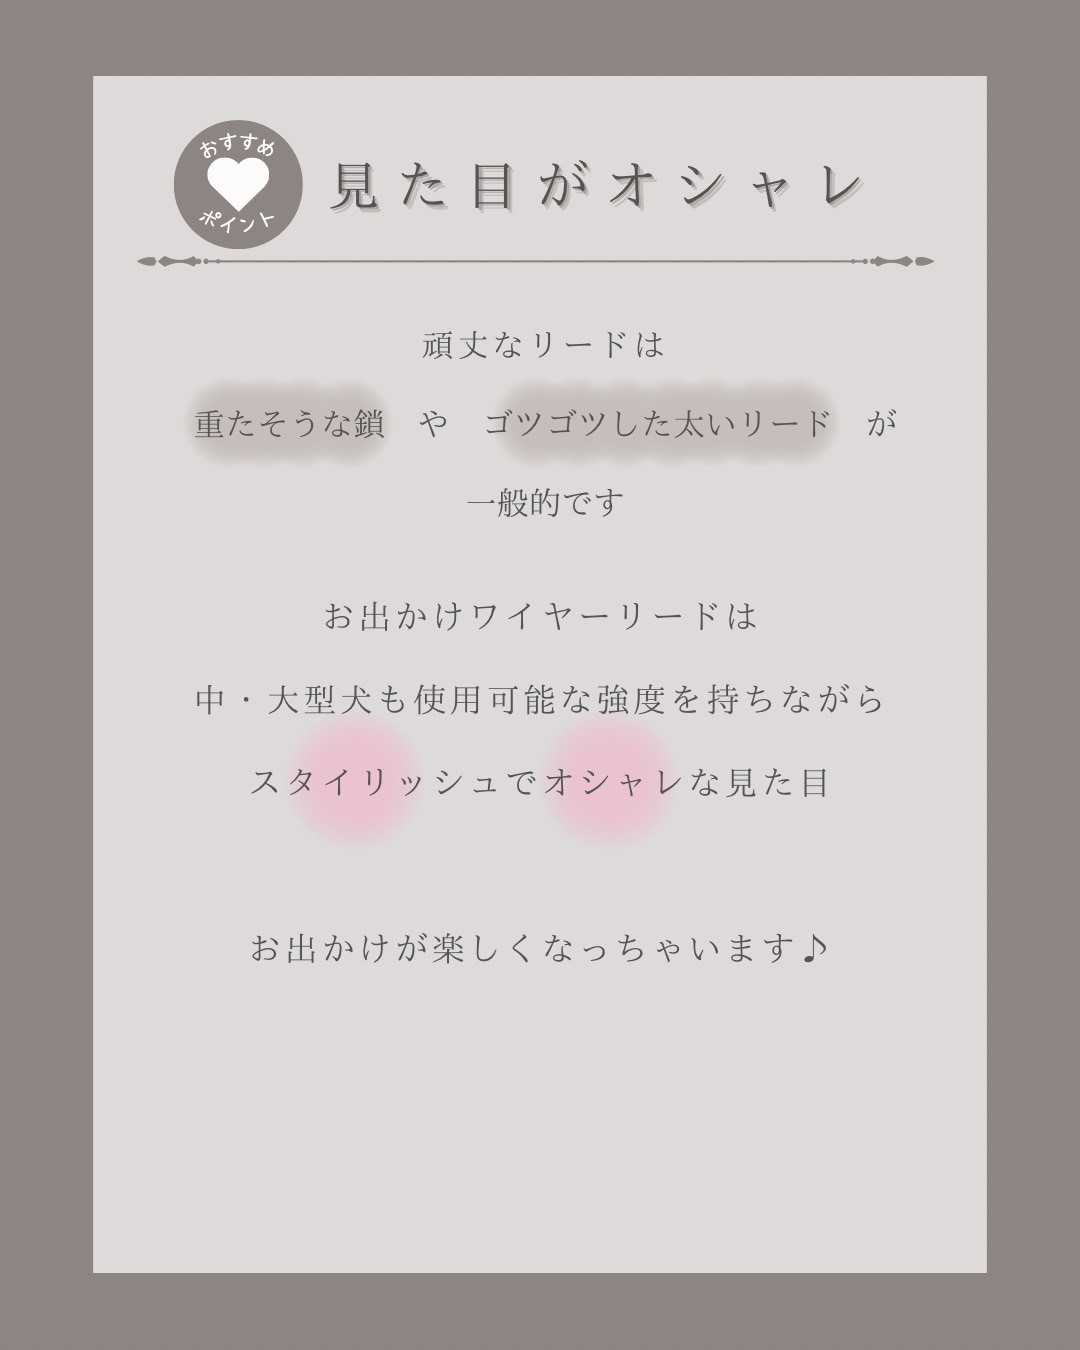 おすすめ
ポイント
見た目がオシャレ
頑丈なリードは
重たそうな鎖　や　ゴツゴツした太いリード　が
一般的です
お出かけワイヤーリードは
中・大型犬も使用可能な強度を持ちながら
スタイリッシュでオシャレな見た目
お出かけが楽しくなっちゃいます♪